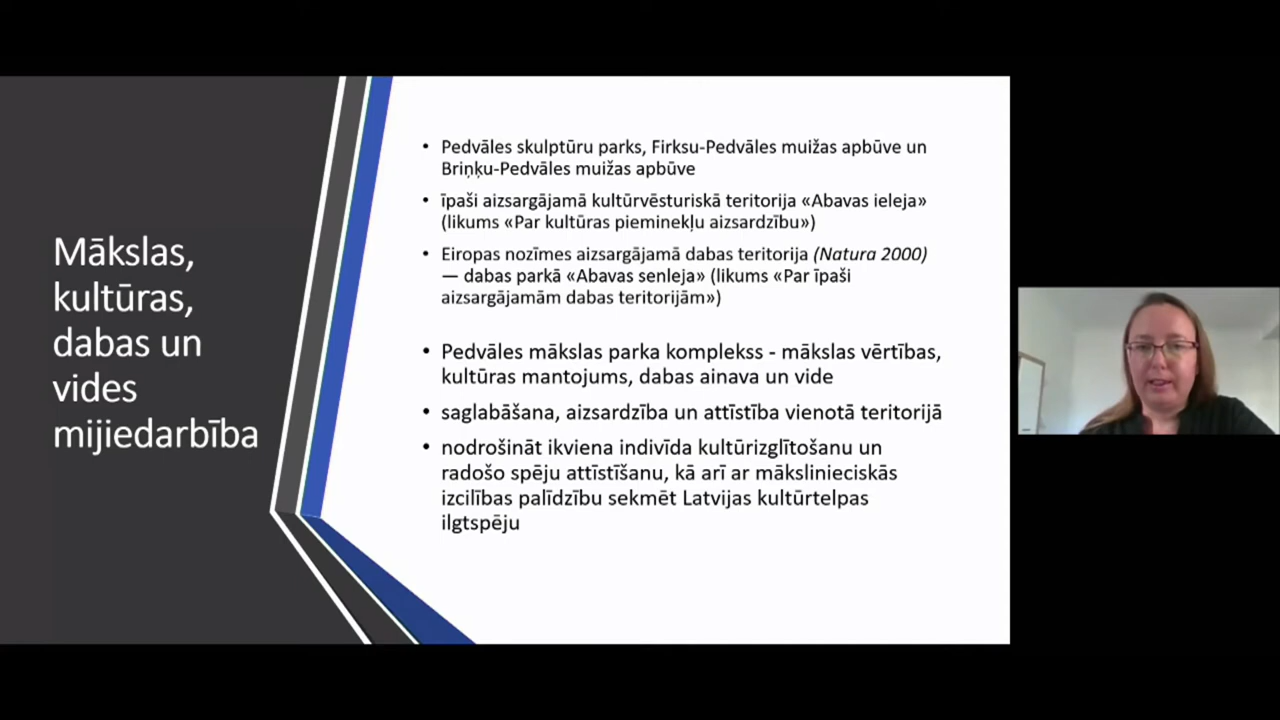 Mākslas,
kultūras,
dabas un
vides
mijiedarbība
• Pedvāles skulptūru parks, Firksu-Pedvāles muižas apbūve un
Briņķu-Pedvāles muižas apbūve
• īpaši aizsargājamā kultūrvēsturiskā teritorija «Abavas ieleja»
(likums «Par kultūras pieminekļu aizsardzību»)
• Eiropas nozīmes aizsargājamā dabas teritorija (Natura 2000)
— dabas parkā «Abavas senleja» (likums «Par īpaši
aizsargājamām dabas teritorijām»)
• Pedvāles mākslas parka komplekss - mākslas vērtības,
kultūras mantojums, dabas ainava un vide
• saglabāšana, aizsardzība un attīstība vienotā teritorijā
• nodrošināt ikviena indivīda kultūrizglītošanu un
radošo spēju attīstīšanu, kā arī ar mākslinieciskās
izcilības palīdzību sekmēt Latvijas kultūrtelpas
ilgtspēju